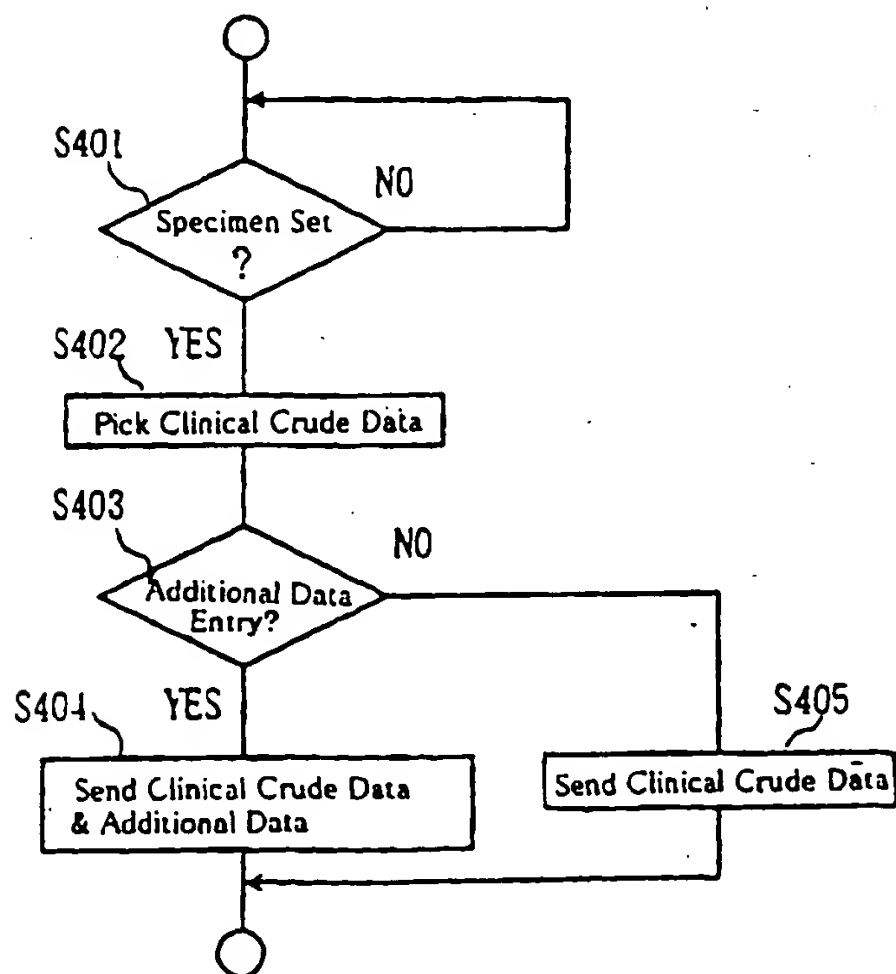 S401
NO
Specimen Set
?
S402
YES
Pick Clinical Crude Data
S403
NO
Additional Data
Entry?
S404
YES
S405
Send Clinical Crude Data
& Additional Data
Send Clinical Crude Data